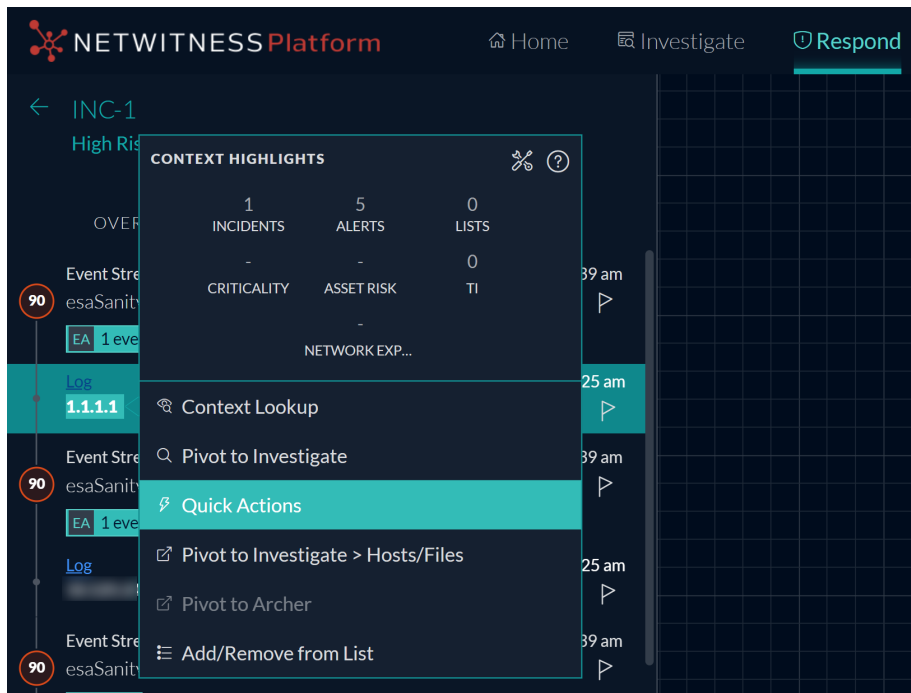 NETWITNESS Platform
Home
Investigate
Respond
INC-1
High Ris
CONTEXT HIGHLIGHTS
1 5 0
INCIDENTS ALERTS LISTS
- - 0
CRITICALITY ASSET RISK TI
-
NETWORK EXP...
OVER
Event Stre
39 am
90
esaSanit
EA 1 eve
Log
25 am
1.1.1.1
Context Lookup
Event Stre
Pivot to Investigate
39 am
90
esaSanit
Quick Actions
EA 1 eve
Pivot to Investigate > Hosts/Files
Log
25 am
Pivot to Archer
Event Stre
39 am
Add/Remove from List
90
esaSanit